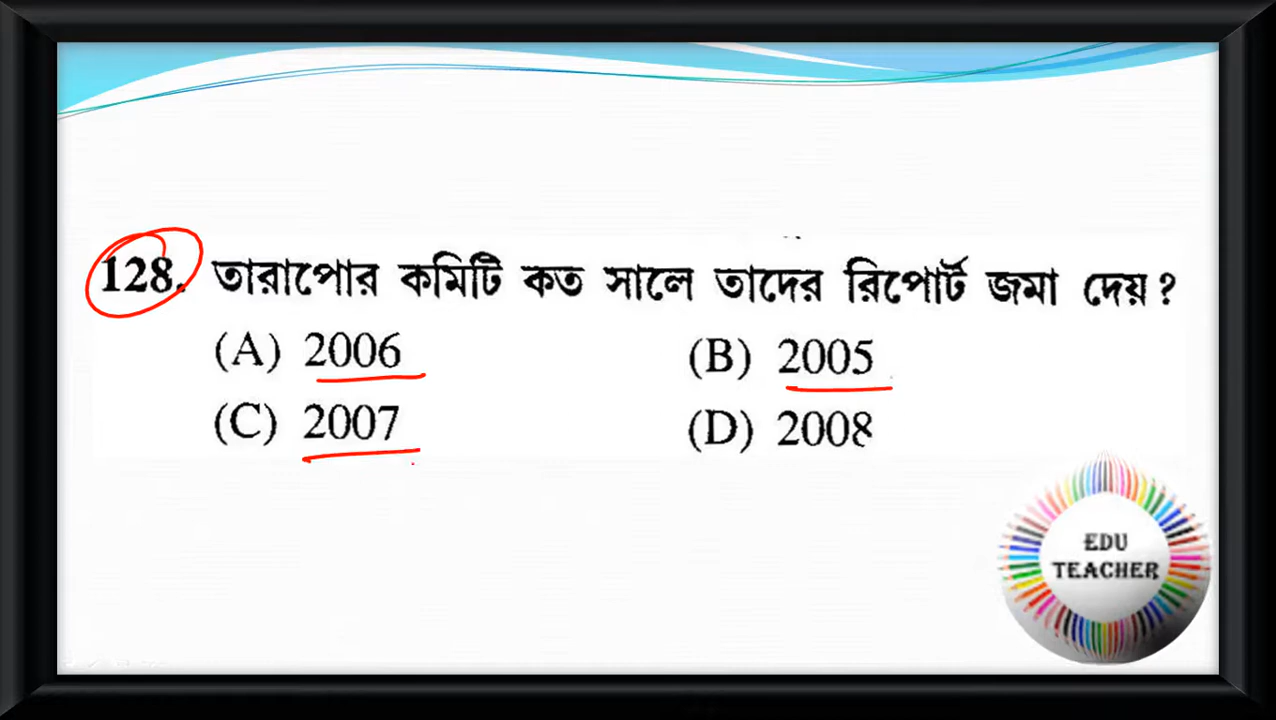 128. তারাপোর কমিটি কত সালে তাদের রিপোর্ট জমা দেয় ?
(A) 2006 (B) 2005
(C) 2007 (D) 2008
EDU
TEACHER